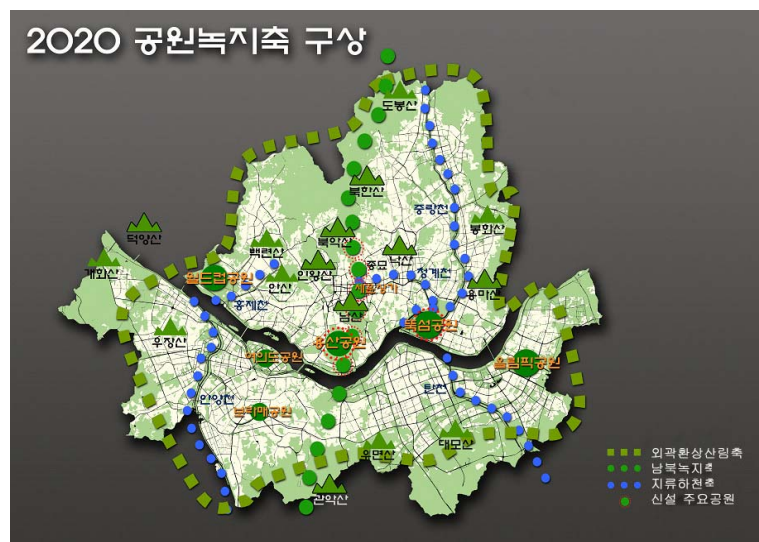 2020 공원녹지축 구상
도봉산
북한산
중랑천
봉화산
덕양산
북악산
백련산
낙산
종묘
개화산
월드컵공원
안산
인왕산
청계천
용마산
홍제천
남산
뚝섬공원
우장산
용산공원
여의도공원
올림픽공원
안양천
탄천
보라매공원
대모산
우면산
관악산
외곽환상산림축
남북녹지축
지류하천축
신설 주요공원